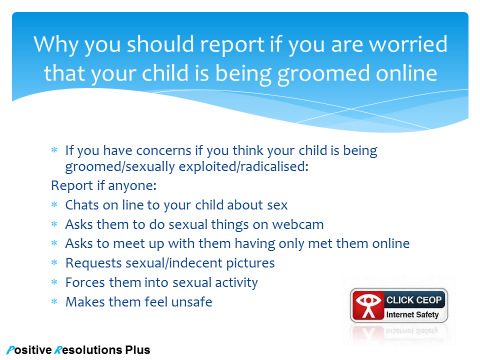 Why you should report if you are worried
that your child is being groomed online
If you have concerns if you think your child is being
groomed/sexually exploited/radicalised:
Report if anyone:
Chats on line to your child about sex
Asks them to do sexual things on webcam
Asks to meet up with them having only met them online
Requests sexual/indecent pictures
Forces them into sexual activity
Makes them feel unsafe
CLICK CEOP
Internet Safety
Positive Resolutions Plus